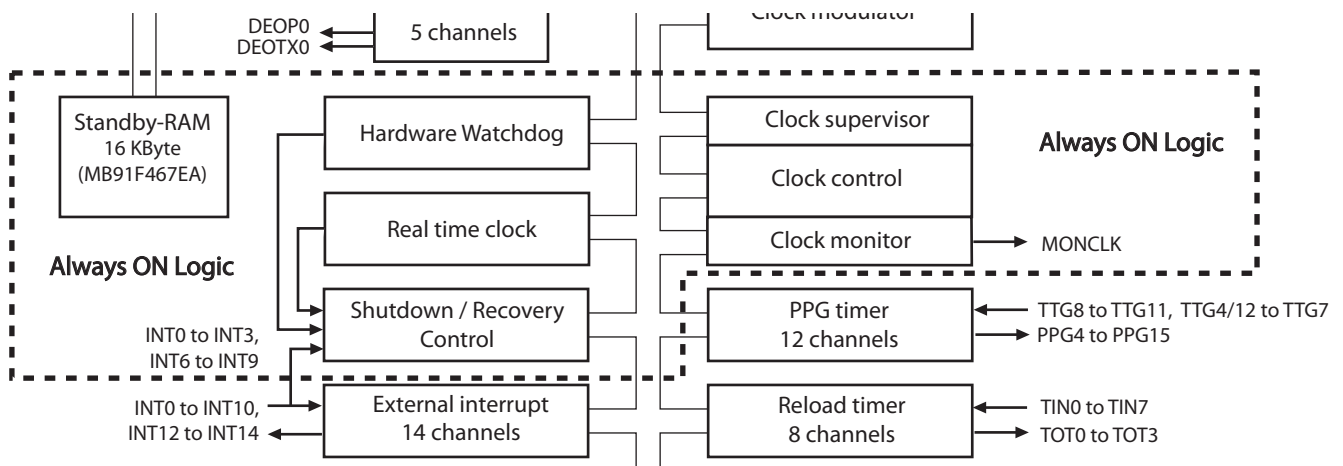 DEOP0
DEOTX0
5 channels
Clock modulator
Standby-RAM
16 KByte
(MB91F467EA)
Hardware Watchdog
Clock supervisor
Always ON Logic
Clock control
Real time clock
Clock monitor
MONCLK
Always ON Logic
Shutdown / Recovery
Control
INT0 to INT3,
INT6 to INT9
PPG timer
12 channels
TTG8 to TTG11, TTG4/12 to TTG7
PPG4 to PPG15
INT0 to INT10,
INT12 to INT14
External interrupt
14 channels
Reload timer
8 channels
TIN0 to TIN7
TOT0 to TOT3